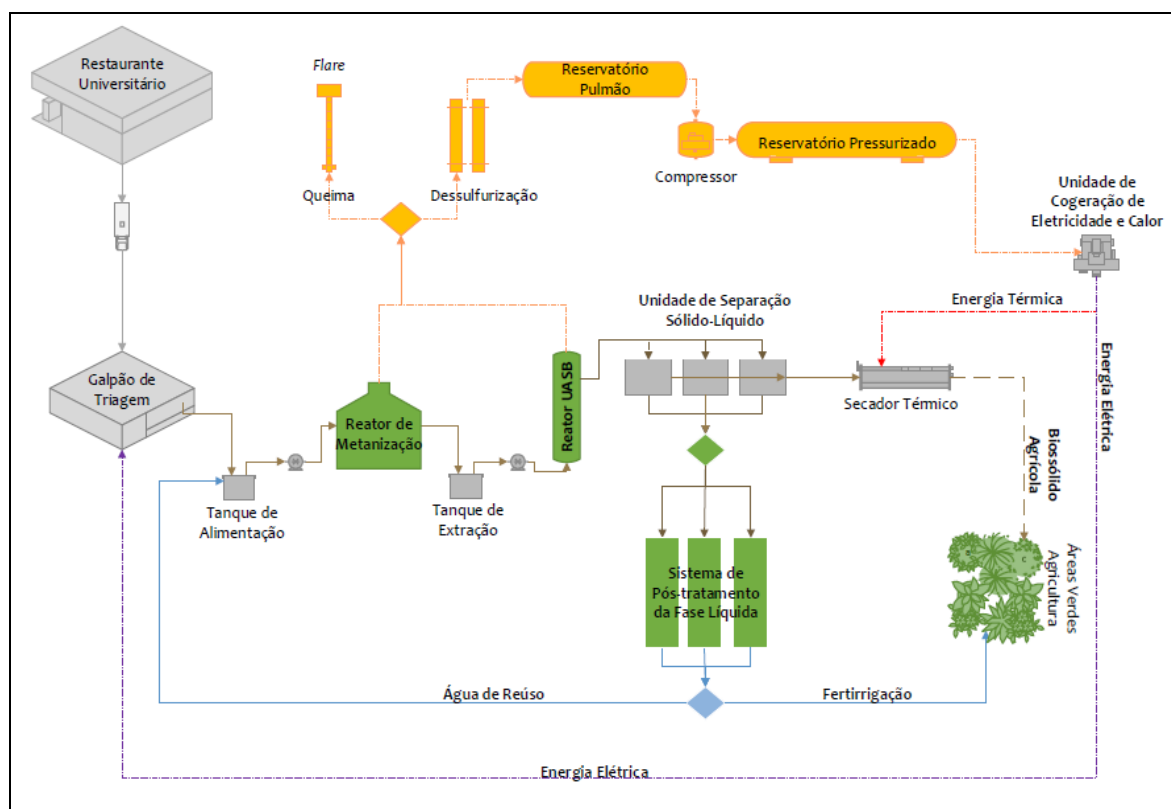 Restaurante
Universitário
Flare
Queima
Dessulfurização
Reservatório
Pulmão
Compressor
Reservatório Pressurizado
Unidade de
Cogeração de
Eletricidade e Calor
Energia Térmica
Energia Elétrica
Unidade de Separação
Sólido-Líquido
Galpão de
Triagem
Reator de
Metanização
Reator UASB
Secador Térmico
Tanque de
Alimentação
Tanque de
Extração
Biossólido
Agrícola
Áreas Verdes
Agricultura
Sistema de
Pós-tratamento
da Fase Líquida
Água de Reúso
Fertirrigação
Energia Elétrica